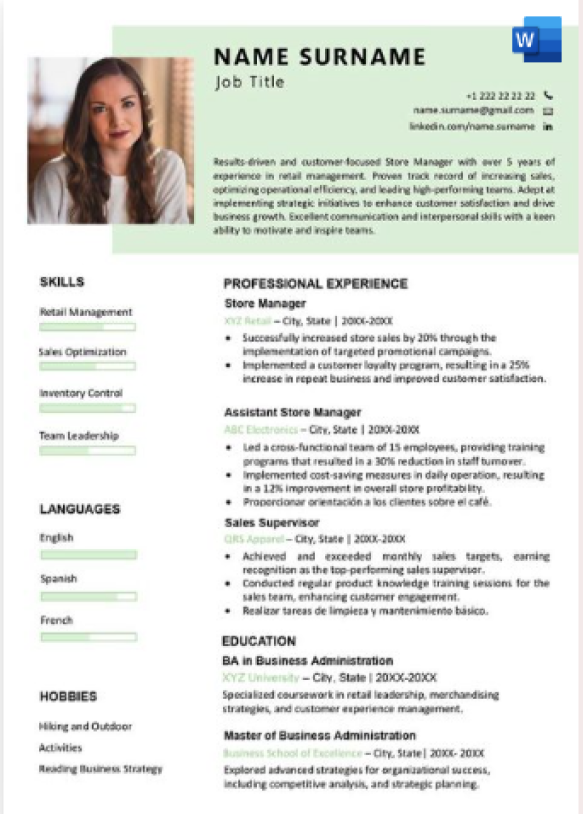 W
NAME SURNAME
Job Title
+1 222 22 22 22
name.surname@gmail.com
linkedin.com/name.surname in
Results-driven and customer-focused Store Manager with over 5 years of
experience in retail management. Proven track record of increasing sales,
optimizing operational efficiency, and leading high-performing teams. Adept at
implementing strategic initiatives to enhance customer satisfaction and drive
business growth. Excellent communication and interpersonal skills with a keen
ability to motivate and inspire teams.
SKILLS
Retail Management
Sales Optimization
Inventory Control
Team Leadership
LANGUAGES
English
Spanish
French
HOBBIES
Hiking and Outdoor
Activities
Reading Business Strategy
PROFESSIONAL EXPERIENCE
Store Manager
XYZ Retail – City, State | 20XX-20XX
• Successfully increased store sales by 20% through the
implementation of targeted promotional campaigns.
• Implemented a customer loyalty program, resulting in a 25%
increase in repeat business and improved customer satisfaction.
Assistant Store Manager
ABC Electronics – City, State | 20XX-20XX
• Led a cross-functional team of 15 employees, providing training
programs that resulted in a 30% reduction in staff turnover.
• Implemented cost-saving measures in daily operation, resulting
in a 12% improvement in overall store profitability.
• Proporcionar orientación a los clientes sobre el café.
Sales Supervisor
QRS Apparel – City, State | 20XX-20XX
• Achieved and exceeded monthly sales targets, earning
recognition as the top-performing sales supervisor.
• Conducted regular product knowledge training sessions for the
sales team, enhancing customer engagement.
• Realizar tareas de limpieza y mantenimiento básico.
EDUCATION
BA in Business Administration
XYZ University – City, State | 20XX-20XX
Specialized coursework in retail leadership, merchandising
strategies, and customer experience management.
Master of Business Administration
Business School of Excellence – City, State| 20XX- 20XX
Explored advanced strategies for organizational success,
including competitive analysis, and strategic planning.